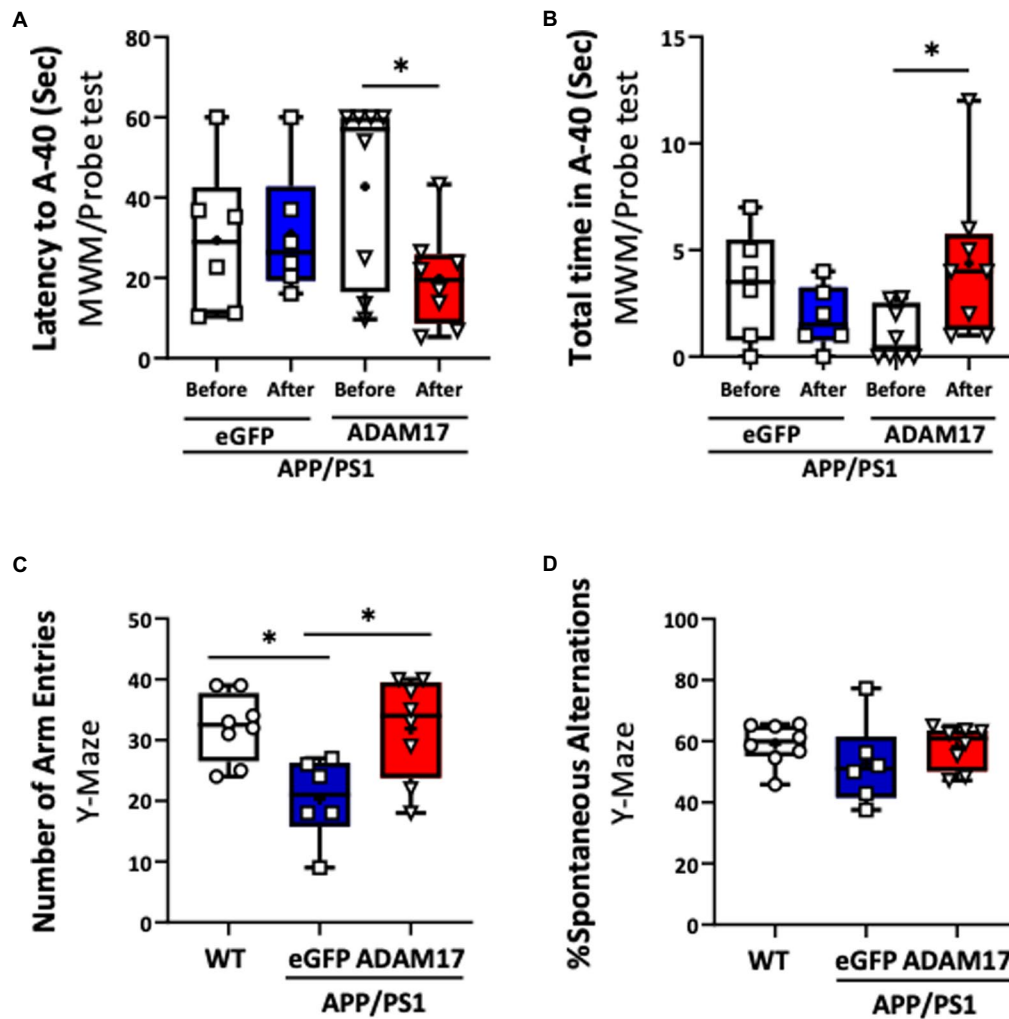 A
Latency to A-40 (Sec)
MWM/Probe test
80
60
40
20
0
*
Before After Before After
eGFP ADAM17
APP/PS1
B
Total time in A-40 (Sec)
MWM/Probe test
15
10
5
0
*
Before After Before After
eGFP ADAM17
APP/PS1
C
Number of Arm Entries
Y-Maze
50
40
30
20
10
0
* *
WT eGFP ADAM17
APP/PS1
D
%Spontaneous Alternations
Y-Maze
100
80
60
40
20
0
WT eGFP ADAM17
APP/PS1